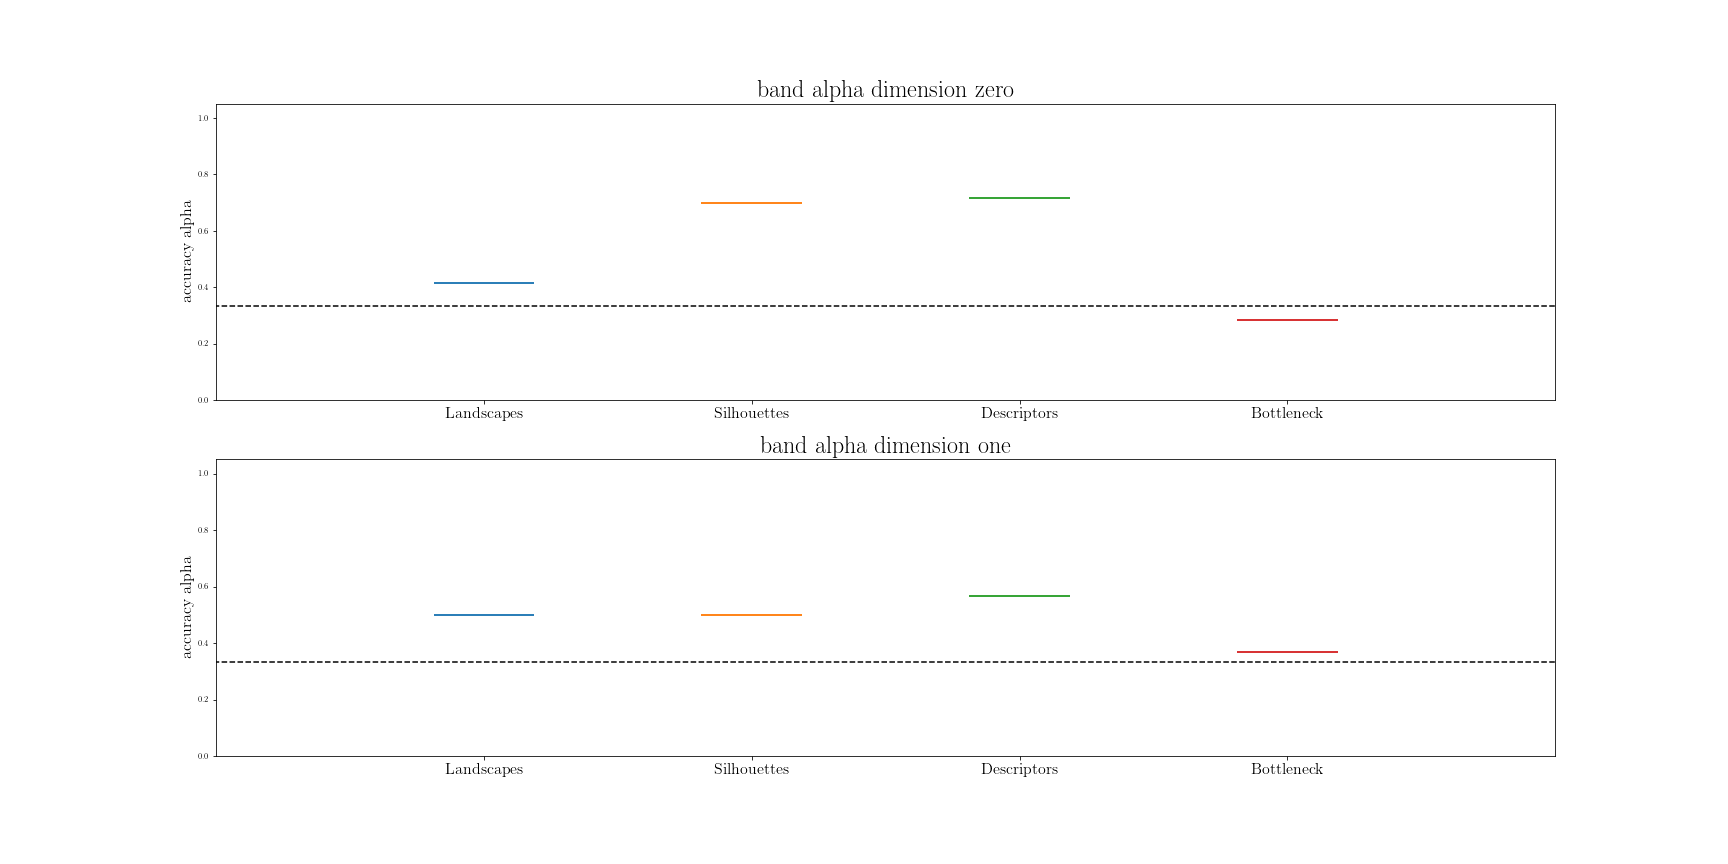 band alpha dimension zero
accuracy alpha
1.0
0.8
0.6
0.4
0.2
0.0
Landscapes Silhouettes Descriptors Bottleneck
band alpha dimension one
accuracy alpha
1.0
0.8
0.6
0.4
0.2
0.0
Landscapes Silhouettes Descriptors Bottleneck